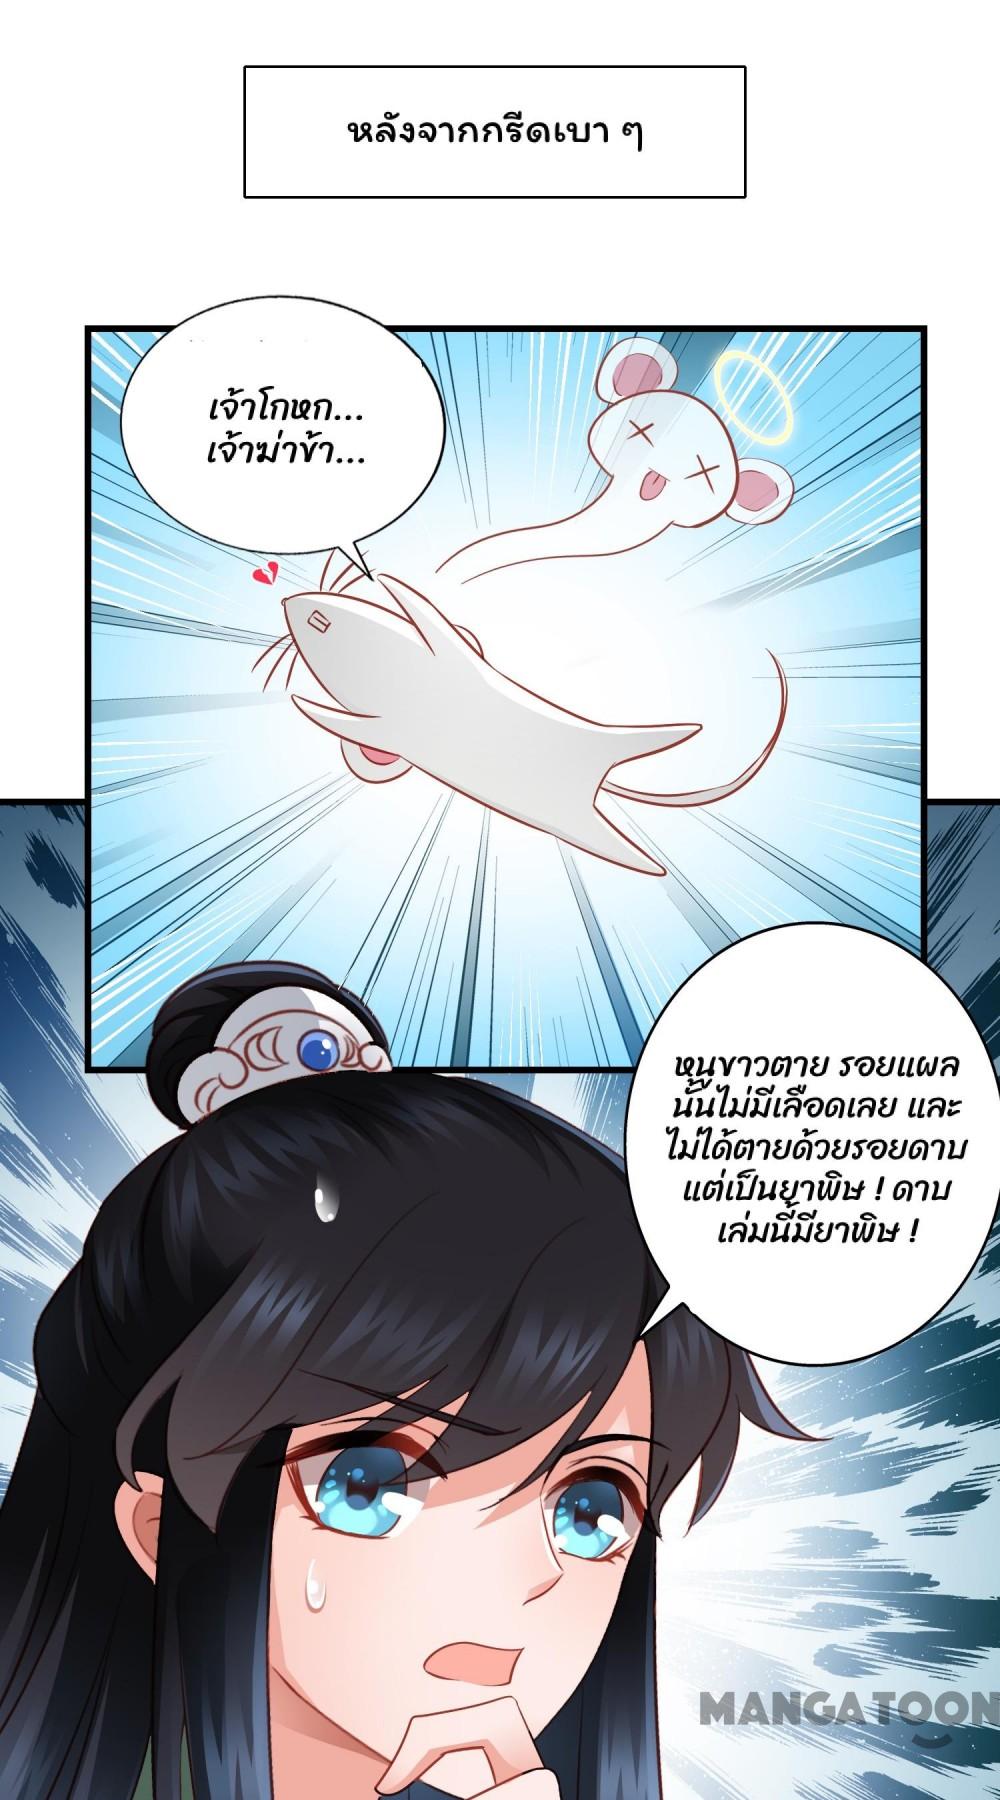 หลังจากกรีดเบา ๆ
เจ้าโกหก...
เจ้าฆ่าข้า...
หนูขาวตาย รอยแผล
นั้นไม่มีเลือดเลย และ
ไม่ได้ตายด้วยรอยดาบ
แต่เป็นยาพิษ ! ดาบ
เล่มนี้มียาพิษ !
MANGATOON